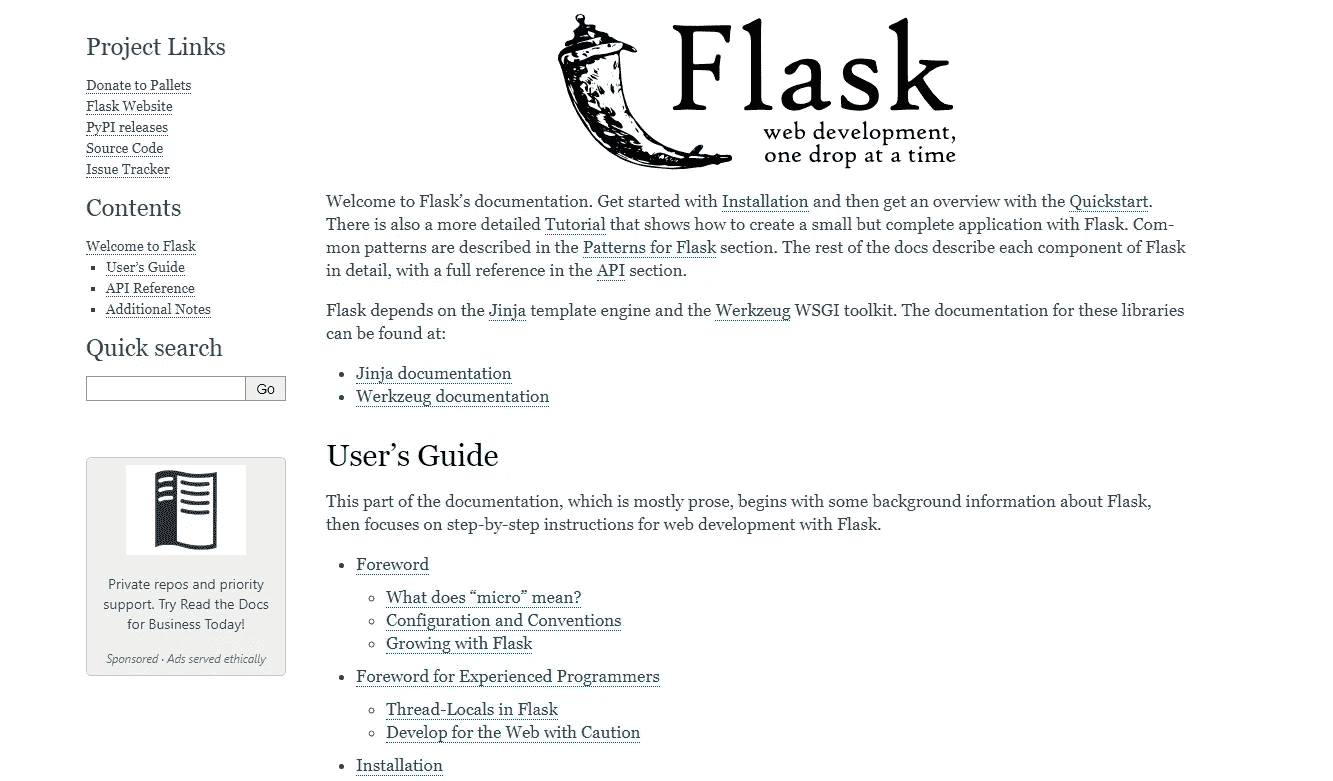 Project Links
Donate to Pallets
Flask Website
PyPI releases
Source Code
Issue Tracker
Contents
Welcome to Flask
User's Guide
API Reference
Additional Notes
Quick search
Go
Private repos and priority
support. Try Read the Docs
for Business Today!
Sponsored · Ads served ethically
Flask
web development,
one drop at a time
Welcome to Flask's documentation. Get started with Installation and then get an overview with the Quickstart.
There is also a more detailed Tutorial that shows how to create a small but complete application with Flask. Com-
mon patterns are described in the Patterns for Flask section. The rest of the docs describe each component of Flask
in detail, with a full reference in the API section.
Flask depends on the Jinja template engine and the Werkzeug WSGI toolkit. The documentation for these libraries
can be found at:
• Jinja documentation
• Werkzeug documentation
User's Guide
This part of the documentation, which is mostly prose, begins with some background information about Flask,
then focuses on step-by-step instructions for web development with Flask.
• Foreword
◦ What does “micro” mean?
◦ Configuration and Conventions
◦ Growing with Flask
• Foreword for Experienced Programmers
◦ Thread-Locals in Flask
◦ Develop for the Web with Caution
• Installation